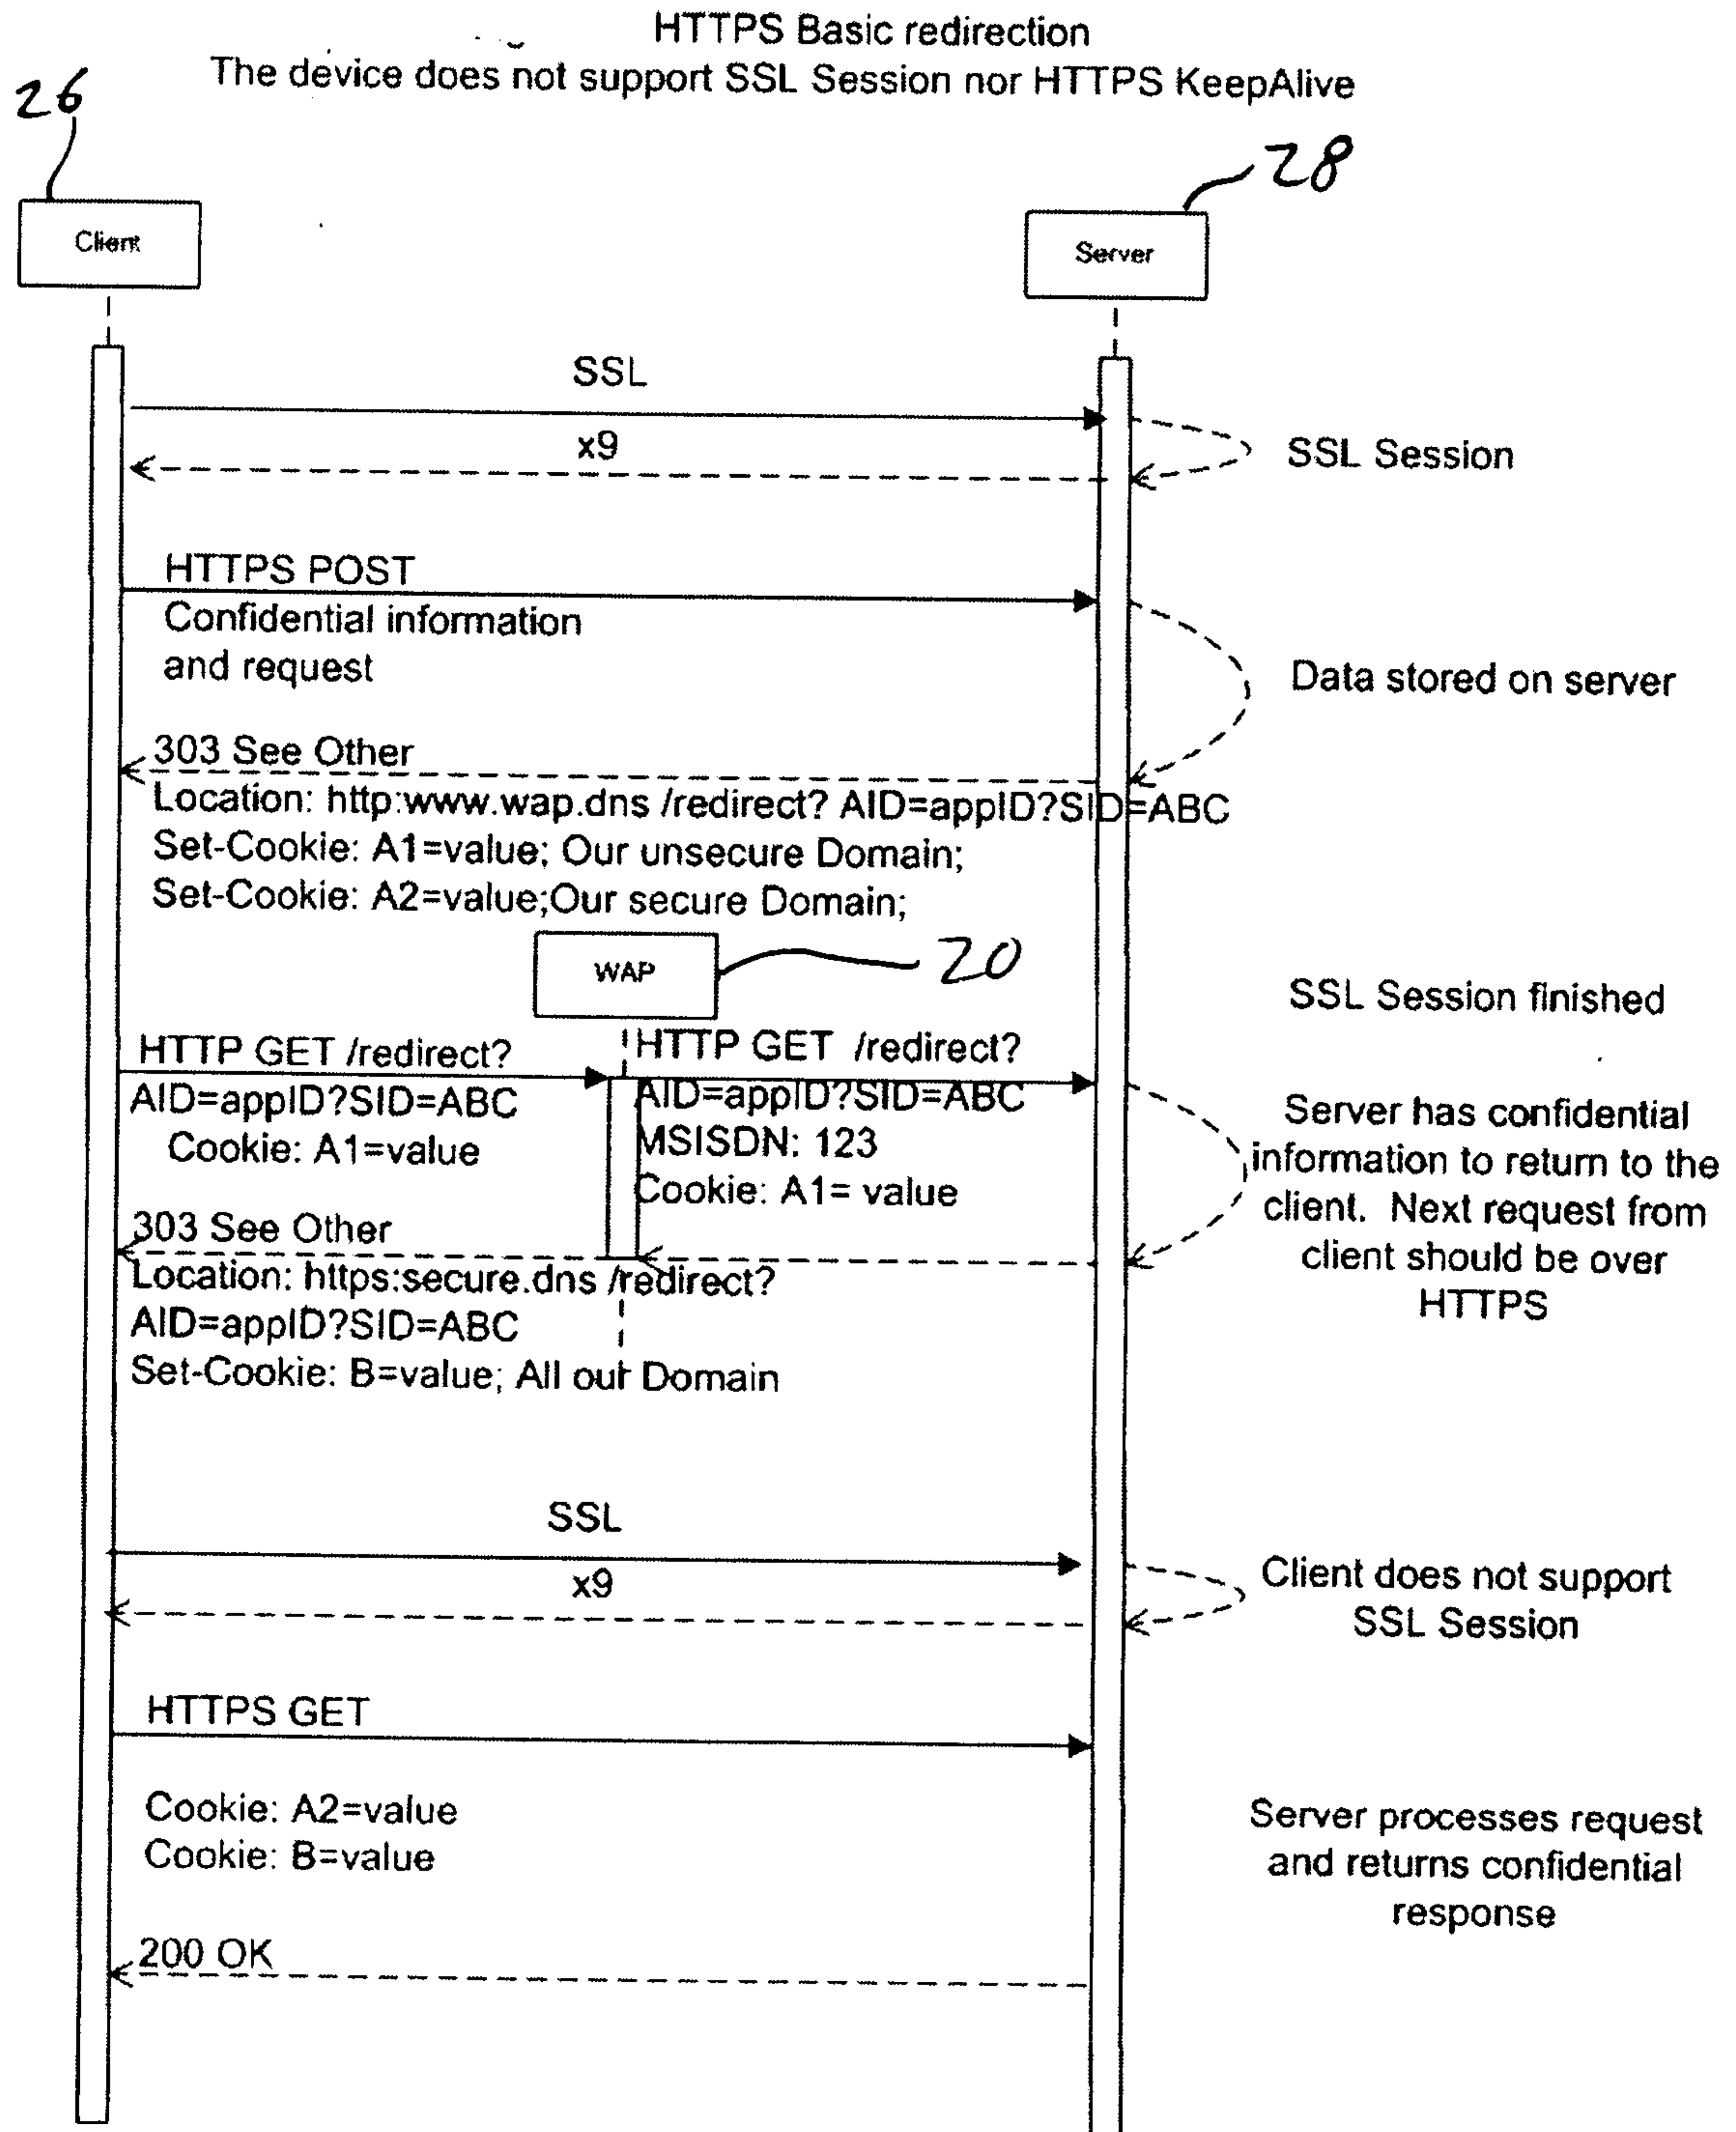 HTTPS Basic redirection
The device does not support SSL Session nor HTTPS KeepAlive
26
28
Client
Server
SSL
x9
SSL Session
HTTPS POST
Confidential information
and request
Data stored on server
303 See Other
Location: http:www.wap.dns /redirect? AID=appID?SID=ABC
Set-Cookie: A1=value; Our unsecure Domain;
Set-Cookie: A2=value;Our secure Domain;
WAP
20
SSL Session finished
HTTP GET /redirect?
AID=appID?SID=ABC
Cookie: A1=value
HTTP GET /redirect?
AID=appID?SID=ABC
MSISDN: 123
Cookie: A1= value
Server has confidential
information to return to the
client. Next request from
client should be over
HTTPS
303 See Other
Location: https:secure.dns /redirect?
AID=appID?SID=ABC
Set-Cookie: B=value; All our Domain
SSL
x9
Client does not support
SSL Session
HTTPS GET
Cookie: A2=value
Cookie: B=value
Server processes request
and returns confidential
response
200 OK